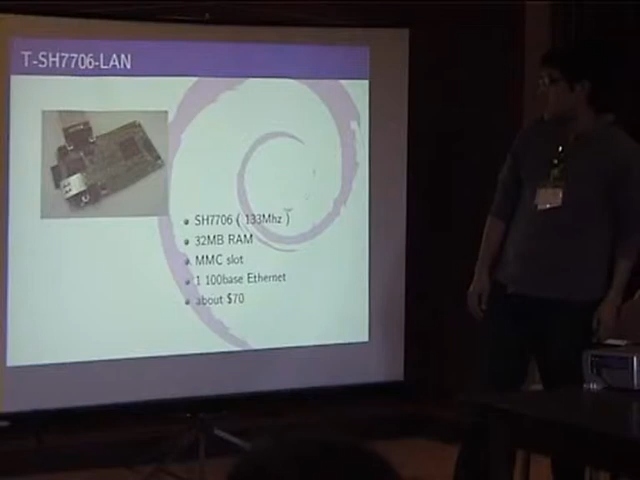 T-SH7706-LAN
SH7706 ( 133Mhz )
32MB RAM
MMC slot
1 100base Ethernet
about $70